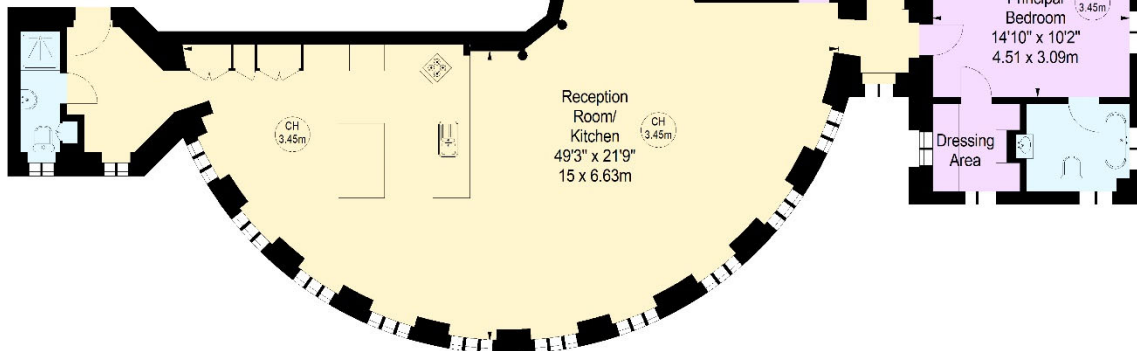 CH
3.45m
Reception
Room/
Kitchen
49'3" x 21'9"
15 x 6.63m
CH
3.45m
Principal
Bedroom
14'10" x 10'2"
4.51 x 3.09m
3.45m
Dressing
Area